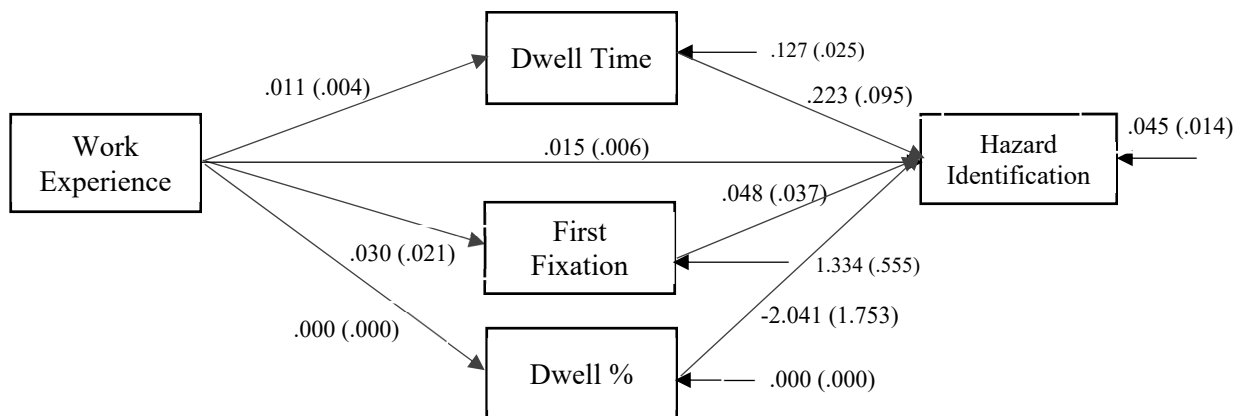 Dwell Time
.127 (.025)
.011 (.004)
.223 (.095)
Work
Experience
.015 (.006)
Hazard
Identification
.045 (.014)
.048 (.037)
First
Fixation
.030 (.021)
1.334 (.555)
.000 (.000)
-2.041 (1.753)
Dwell %
.000 (.000)